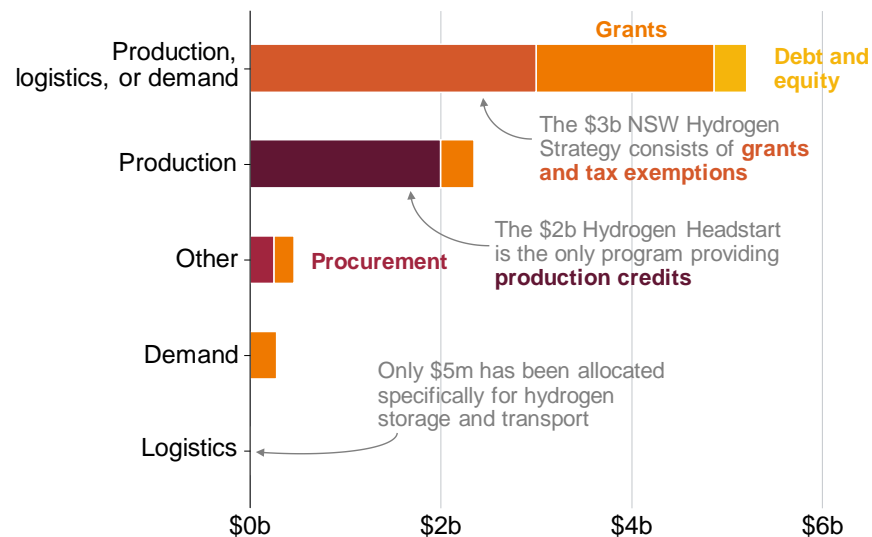 Grants
Production,
logistics, or demand
Debt and
equity
The $3b NSW Hydrogen
Strategy consists of grants
and tax exemptions
Production
The $2b Hydrogen Headstart
is the only program providing
production credits
Other
Procurement
Demand
Only $5m has been allocated
specifically for hydrogen
storage and transport
Logistics
$0b
$2b
$4b
$6b